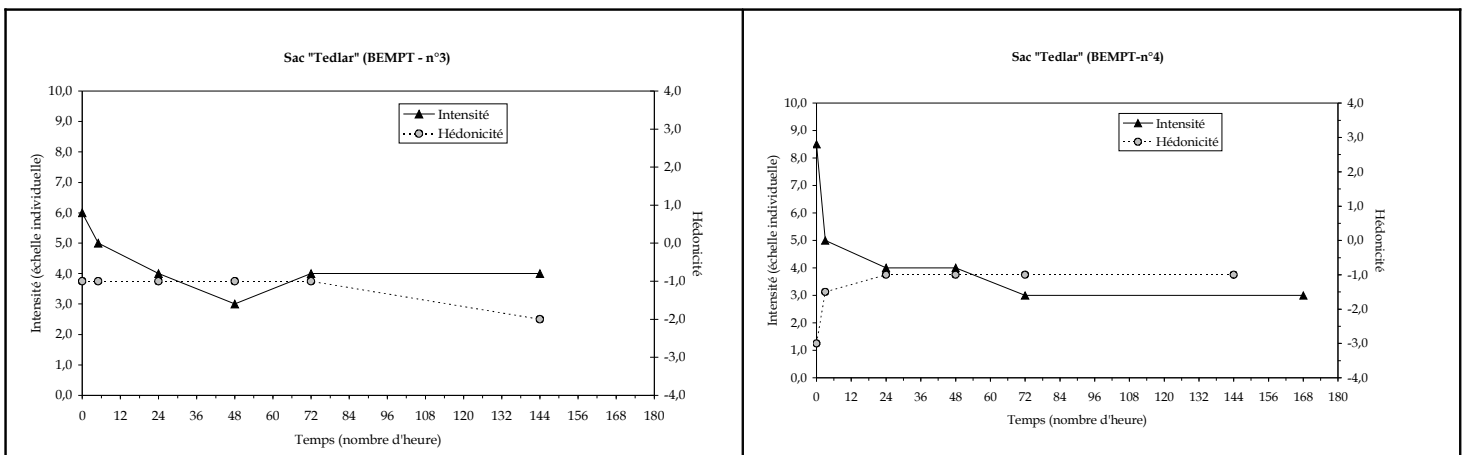 Sac "Tedlar" (BEMPT - n°3)
10,0
9,0
8,0
7,0
6,0
5,0
4,0
3,0
2,0
1,0
0,0
Intensité (échelle individuelle)
Intensité
Hédonicité
4,0
3,0
2,0
1,0
0,0
-1,0
-2,0
-3,0
-4,0
Hédonicité
0 12 24 36 48 60 72 84 96 108 120 132 144 156 168 180
Temps (nombre d'heure)
Sac "Tedlar" (BEMPT-n°4)
10,0
9,0
8,0
7,0
6,0
5,0
4,0
3,0
2,0
1,0
0,0
Intensité (échelle individuelle)
Intensité
Hédonicité
4,0
3,0
2,0
1,0
0,0
-1,0
-2,0
-3,0
-4,0
Hédonicité
0 12 24 36 48 60 72 84 96 108 120 132 144 156 168 180
Temps (nombre d'heure)